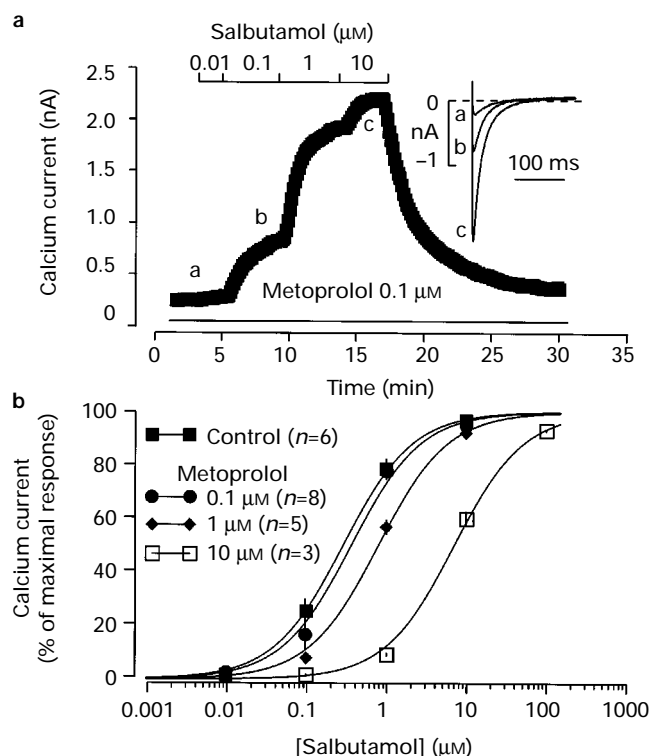 a
Salbutamol (μM)
0.01 0.1 1 10
Calcium current (nA)
2.5
2.0
1.5
1.0
0.5
0
a
b
c
0
nA
–1
a
b
c
100 ms
Metoprolol 0.1 μM
0 5 10 15 20 25 30 35
Time (min)
b
Calcium current
(% of maximal response)
100
80
60
40
20
0
Control (n=6)
Metoprolol
0.1 μM (n=8)
1 μM (n=5)
10 μM (n=3)
0.001 0.01 0.1 1 10 100 1000
[Salbutamol] (μM)